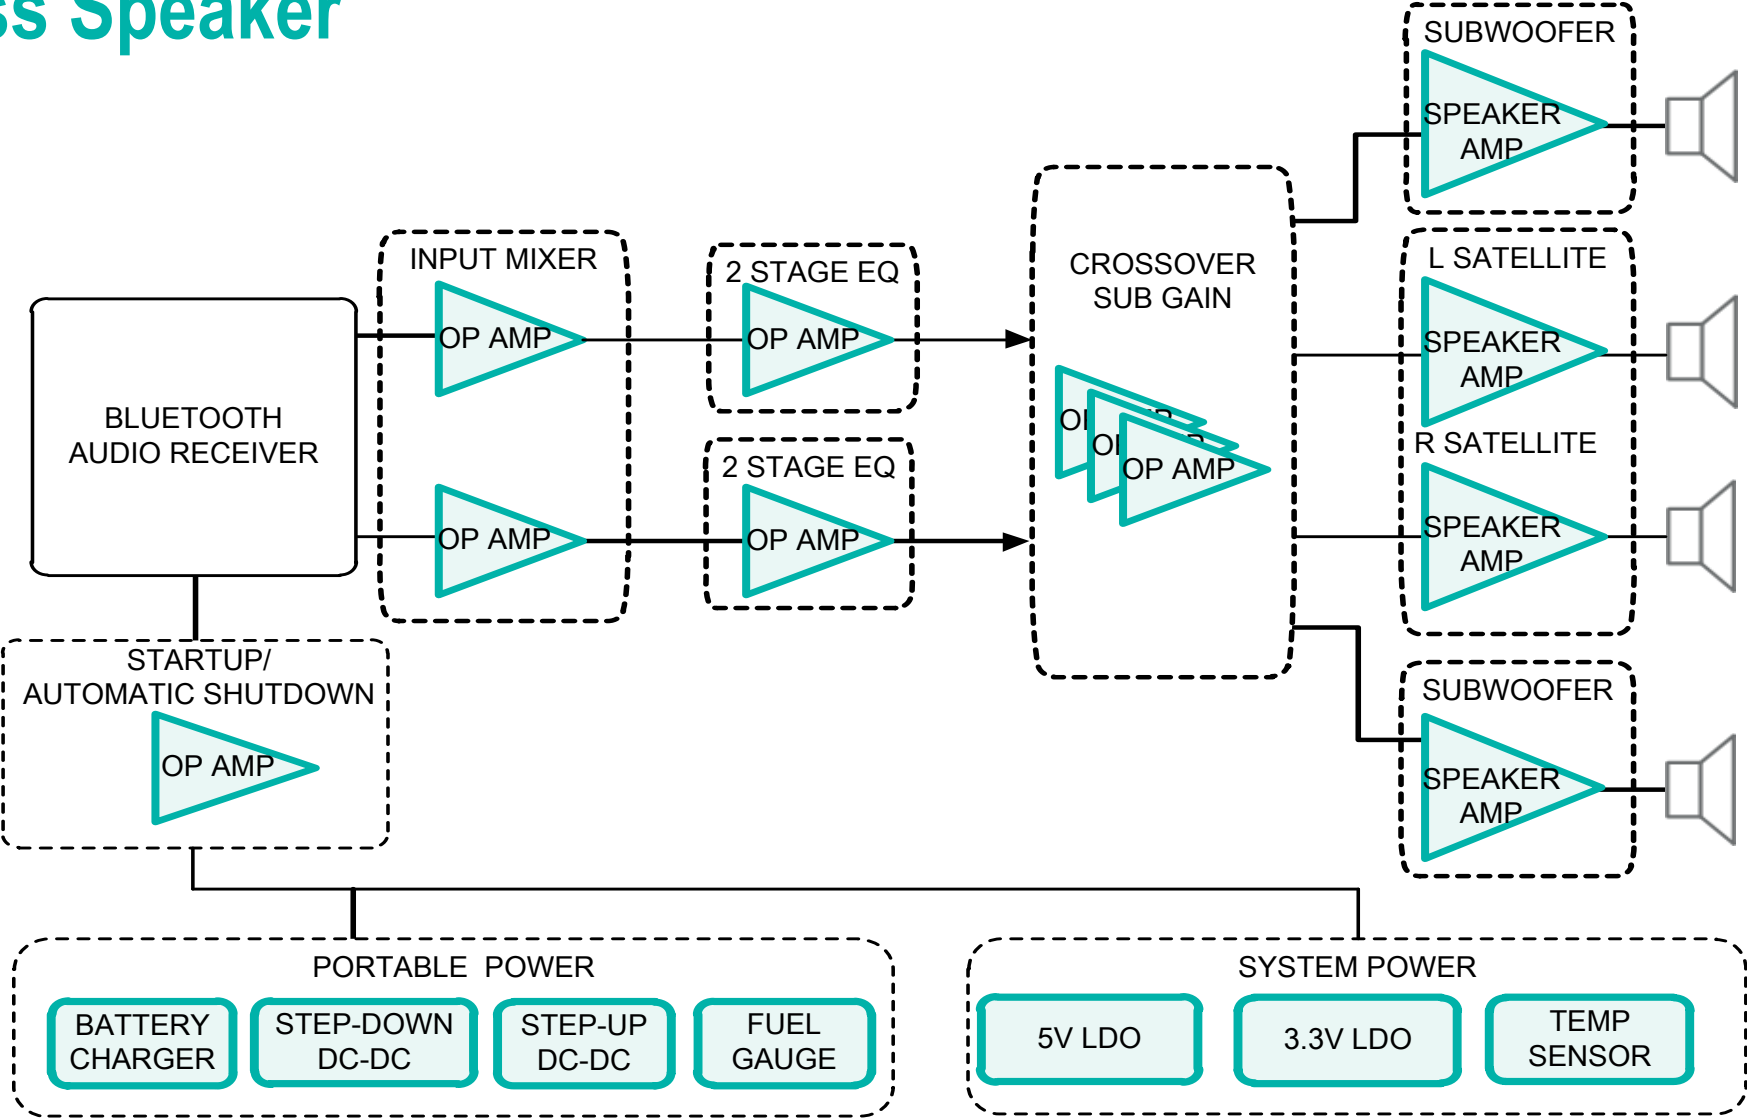 ss Speaker
SUBWOOFER
SPEAKER
AMP
INPUT MIXER
OP AMP
OP AMP
2 STAGE EQ
OP AMP
2 STAGE EQ
OP AMP
CROSSOVER
SUB GAIN
OP AMP
L SATELLITE
SPEAKER
AMP
R SATELLITE
SPEAKER
AMP
BLUETOOTH
AUDIO RECEIVER
STARTUP/
AUTOMATIC SHUTDOWN
OP AMP
SUBWOOFER
SPEAKER
AMP
PORTABLE POWER
BATTERY
CHARGER
STEP-DOWN
DC-DC
STEP-UP
DC-DC
FUEL
GAUGE
SYSTEM POWER
5V LDO
3.3V LDO
TEMP
SENSOR